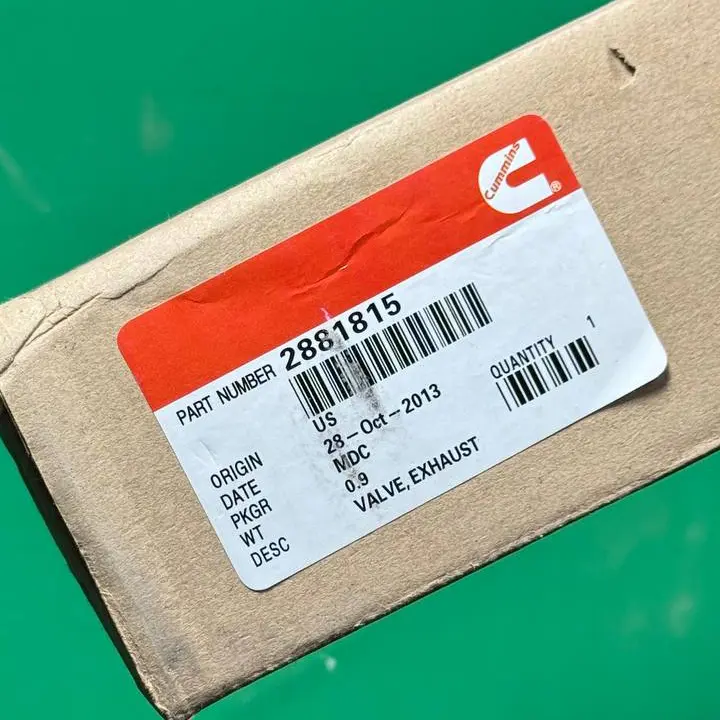 Cummins
®
PART NUMBER 2881815
QUANTITY 1
ORIGIN US
DATE 28-Oct-2013
PKGR MDC
WT 0.9
DESC VALVE, EXHAUST